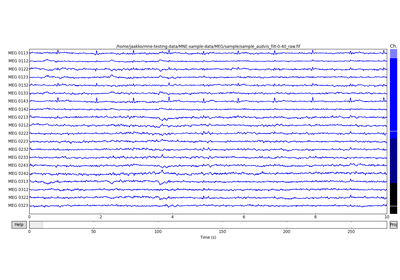 /home/jaakko/mne-testing-data/MNE-sample-data/MEG/sample/sample_audvis_filt-0-40_raw.fif
Ch.
MEG 0113
MEG 0112
MEG 0122
MEG 0123
MEG 0132
MEG 0133
MEG 0143
MEG 0142
MEG 0213
MEG 0212
MEG 0222
MEG 0223
MEG 0232
MEG 0233
MEG 0243
MEG 0242
MEG 0313
MEG 0312
MEG 0322
MEG 0323
0 2 4 6 8 10
Help
Proj
0 50 100 150 200 250
Time (s)